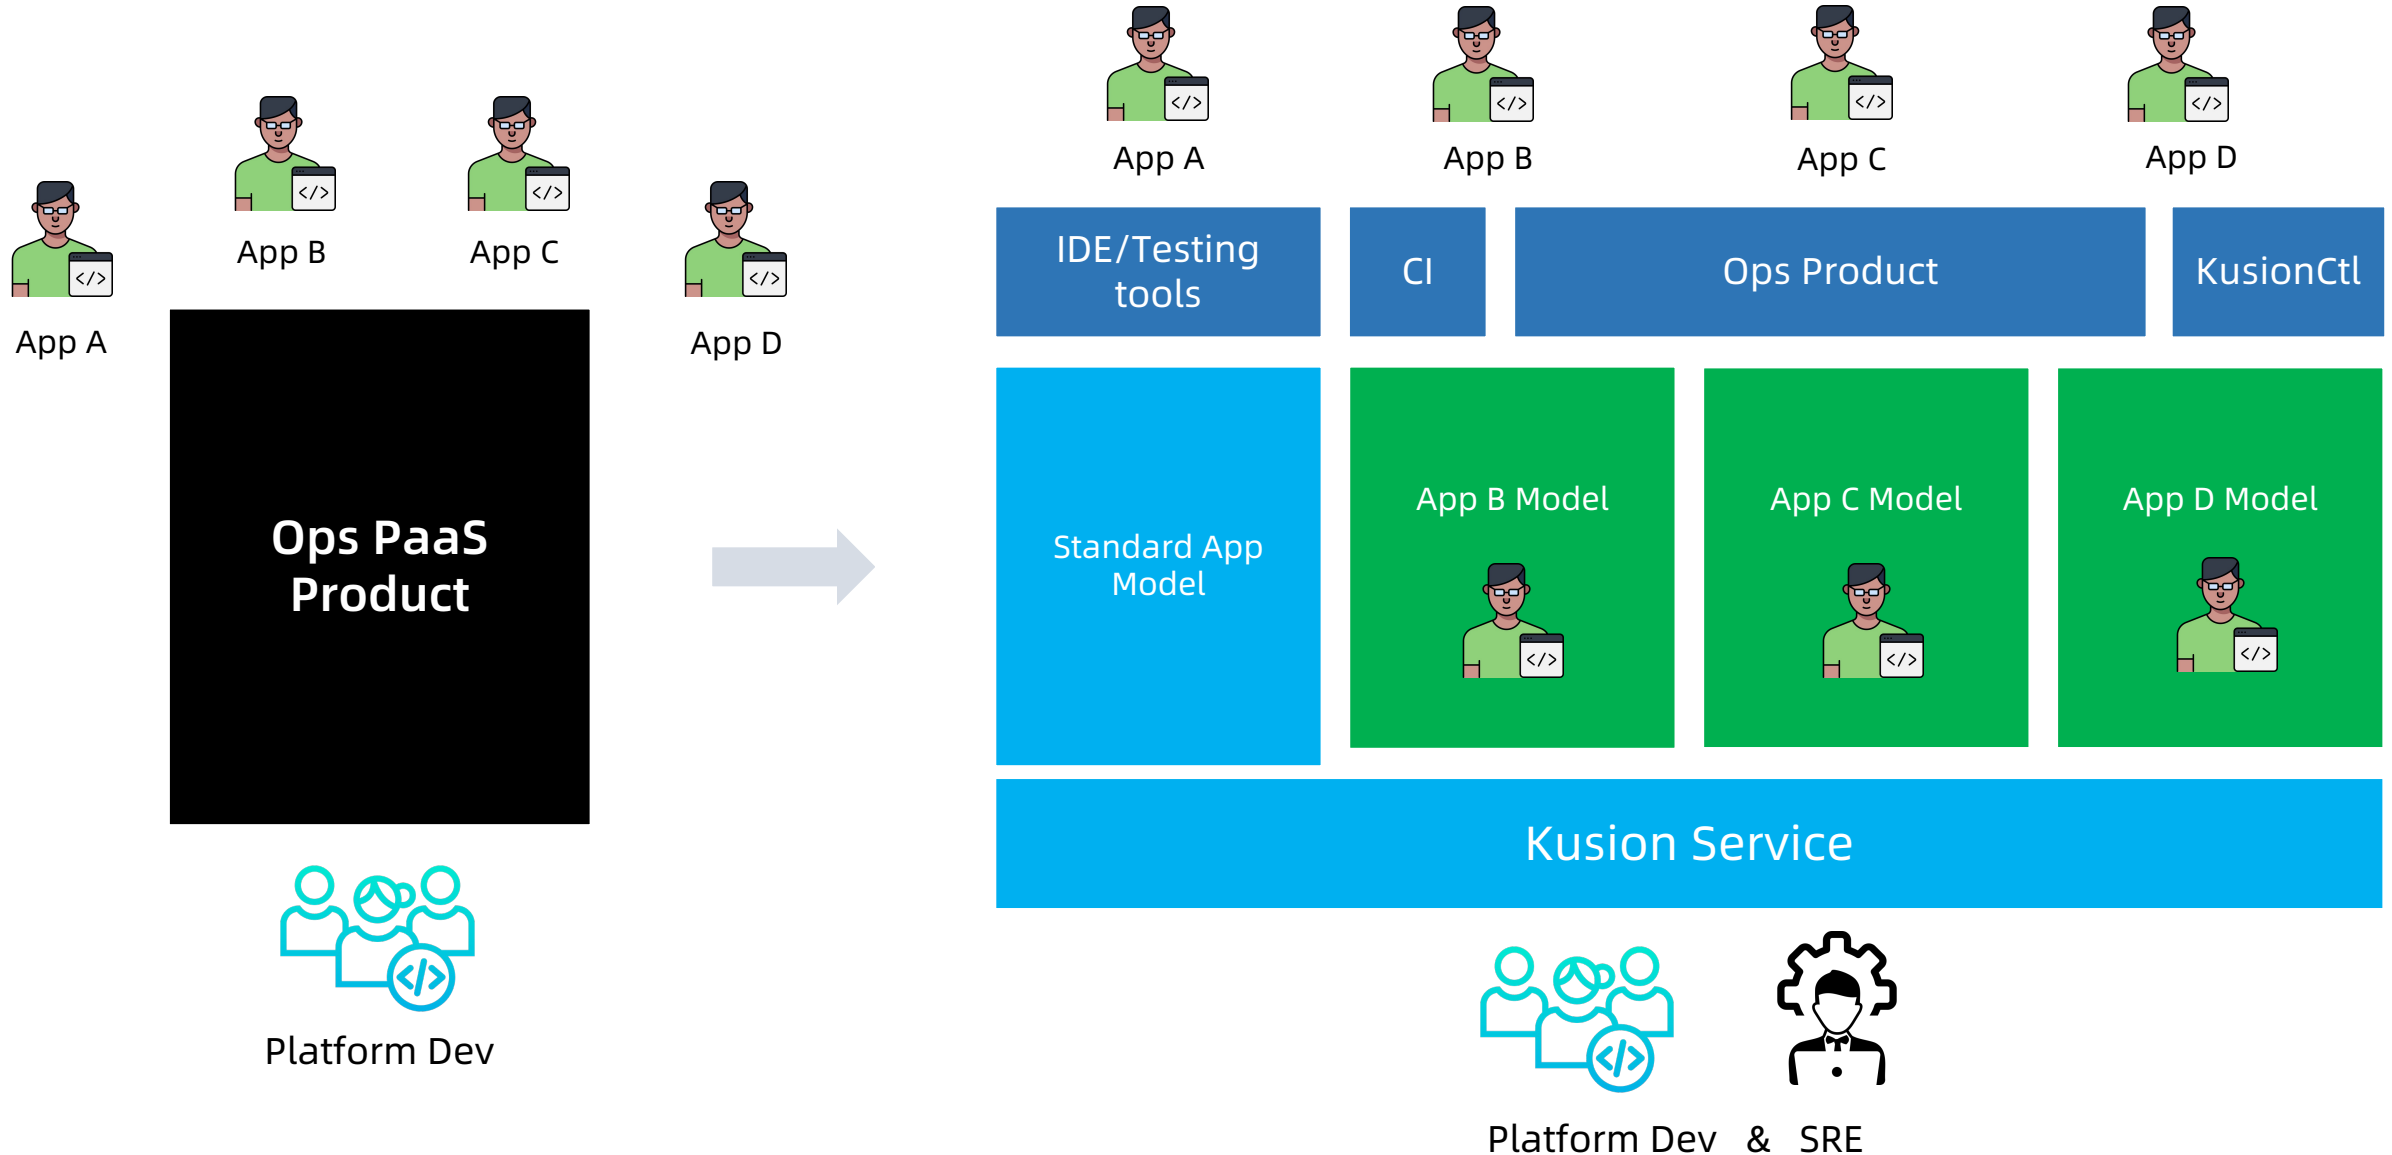 App A
App B
App C
App D
Ops PaaS
Product
Platform Dev
App A
App B
App C
App D
IDE/Testing
tools
CI
Ops Product
KusionCtl
Standard App
Model
App B Model
App C Model
App D Model
</>
</>
</>
</>
</>
</>
</>
</>
</>
</>
</>
</>
</>
Kusion Service
Platform Dev & SRE